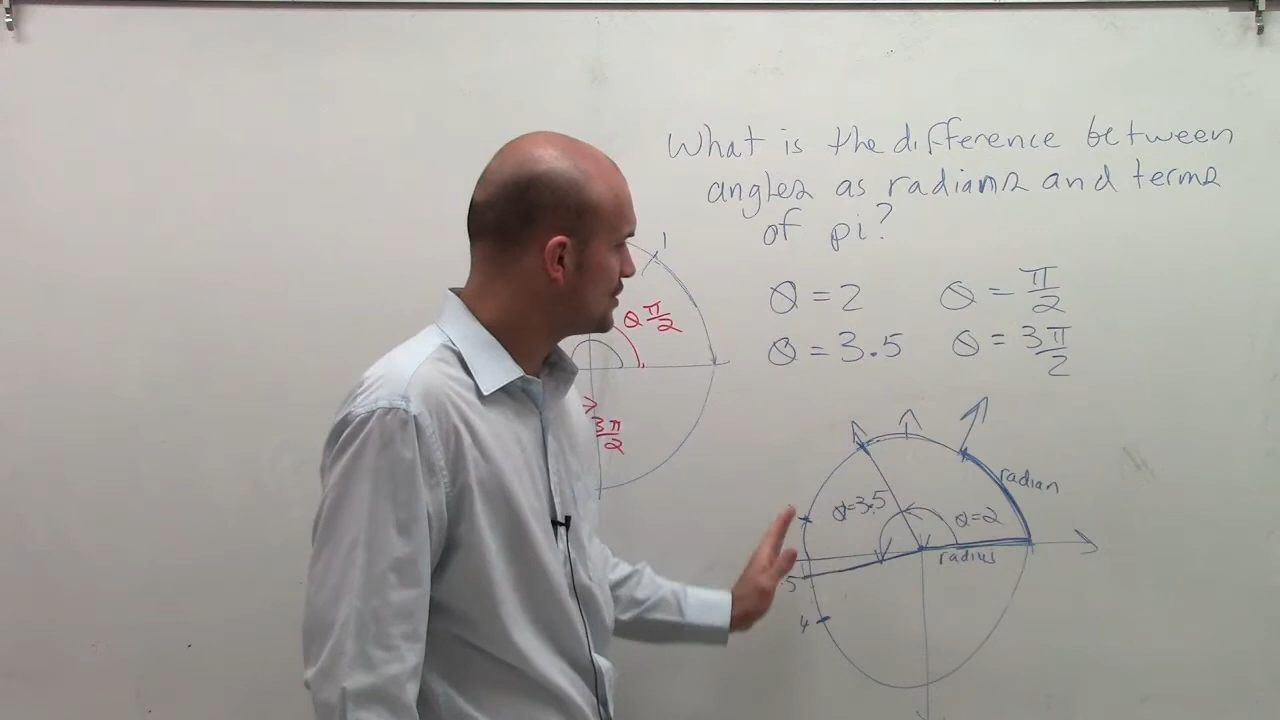 What is the difference between
angles as radians and terms
of pi?
θ = 2 θ = π/2
θ = 3.5 θ = 3π/2
1
θ π/2
3π/2
radian
θ=3.5 θ=2
radius
.5
4